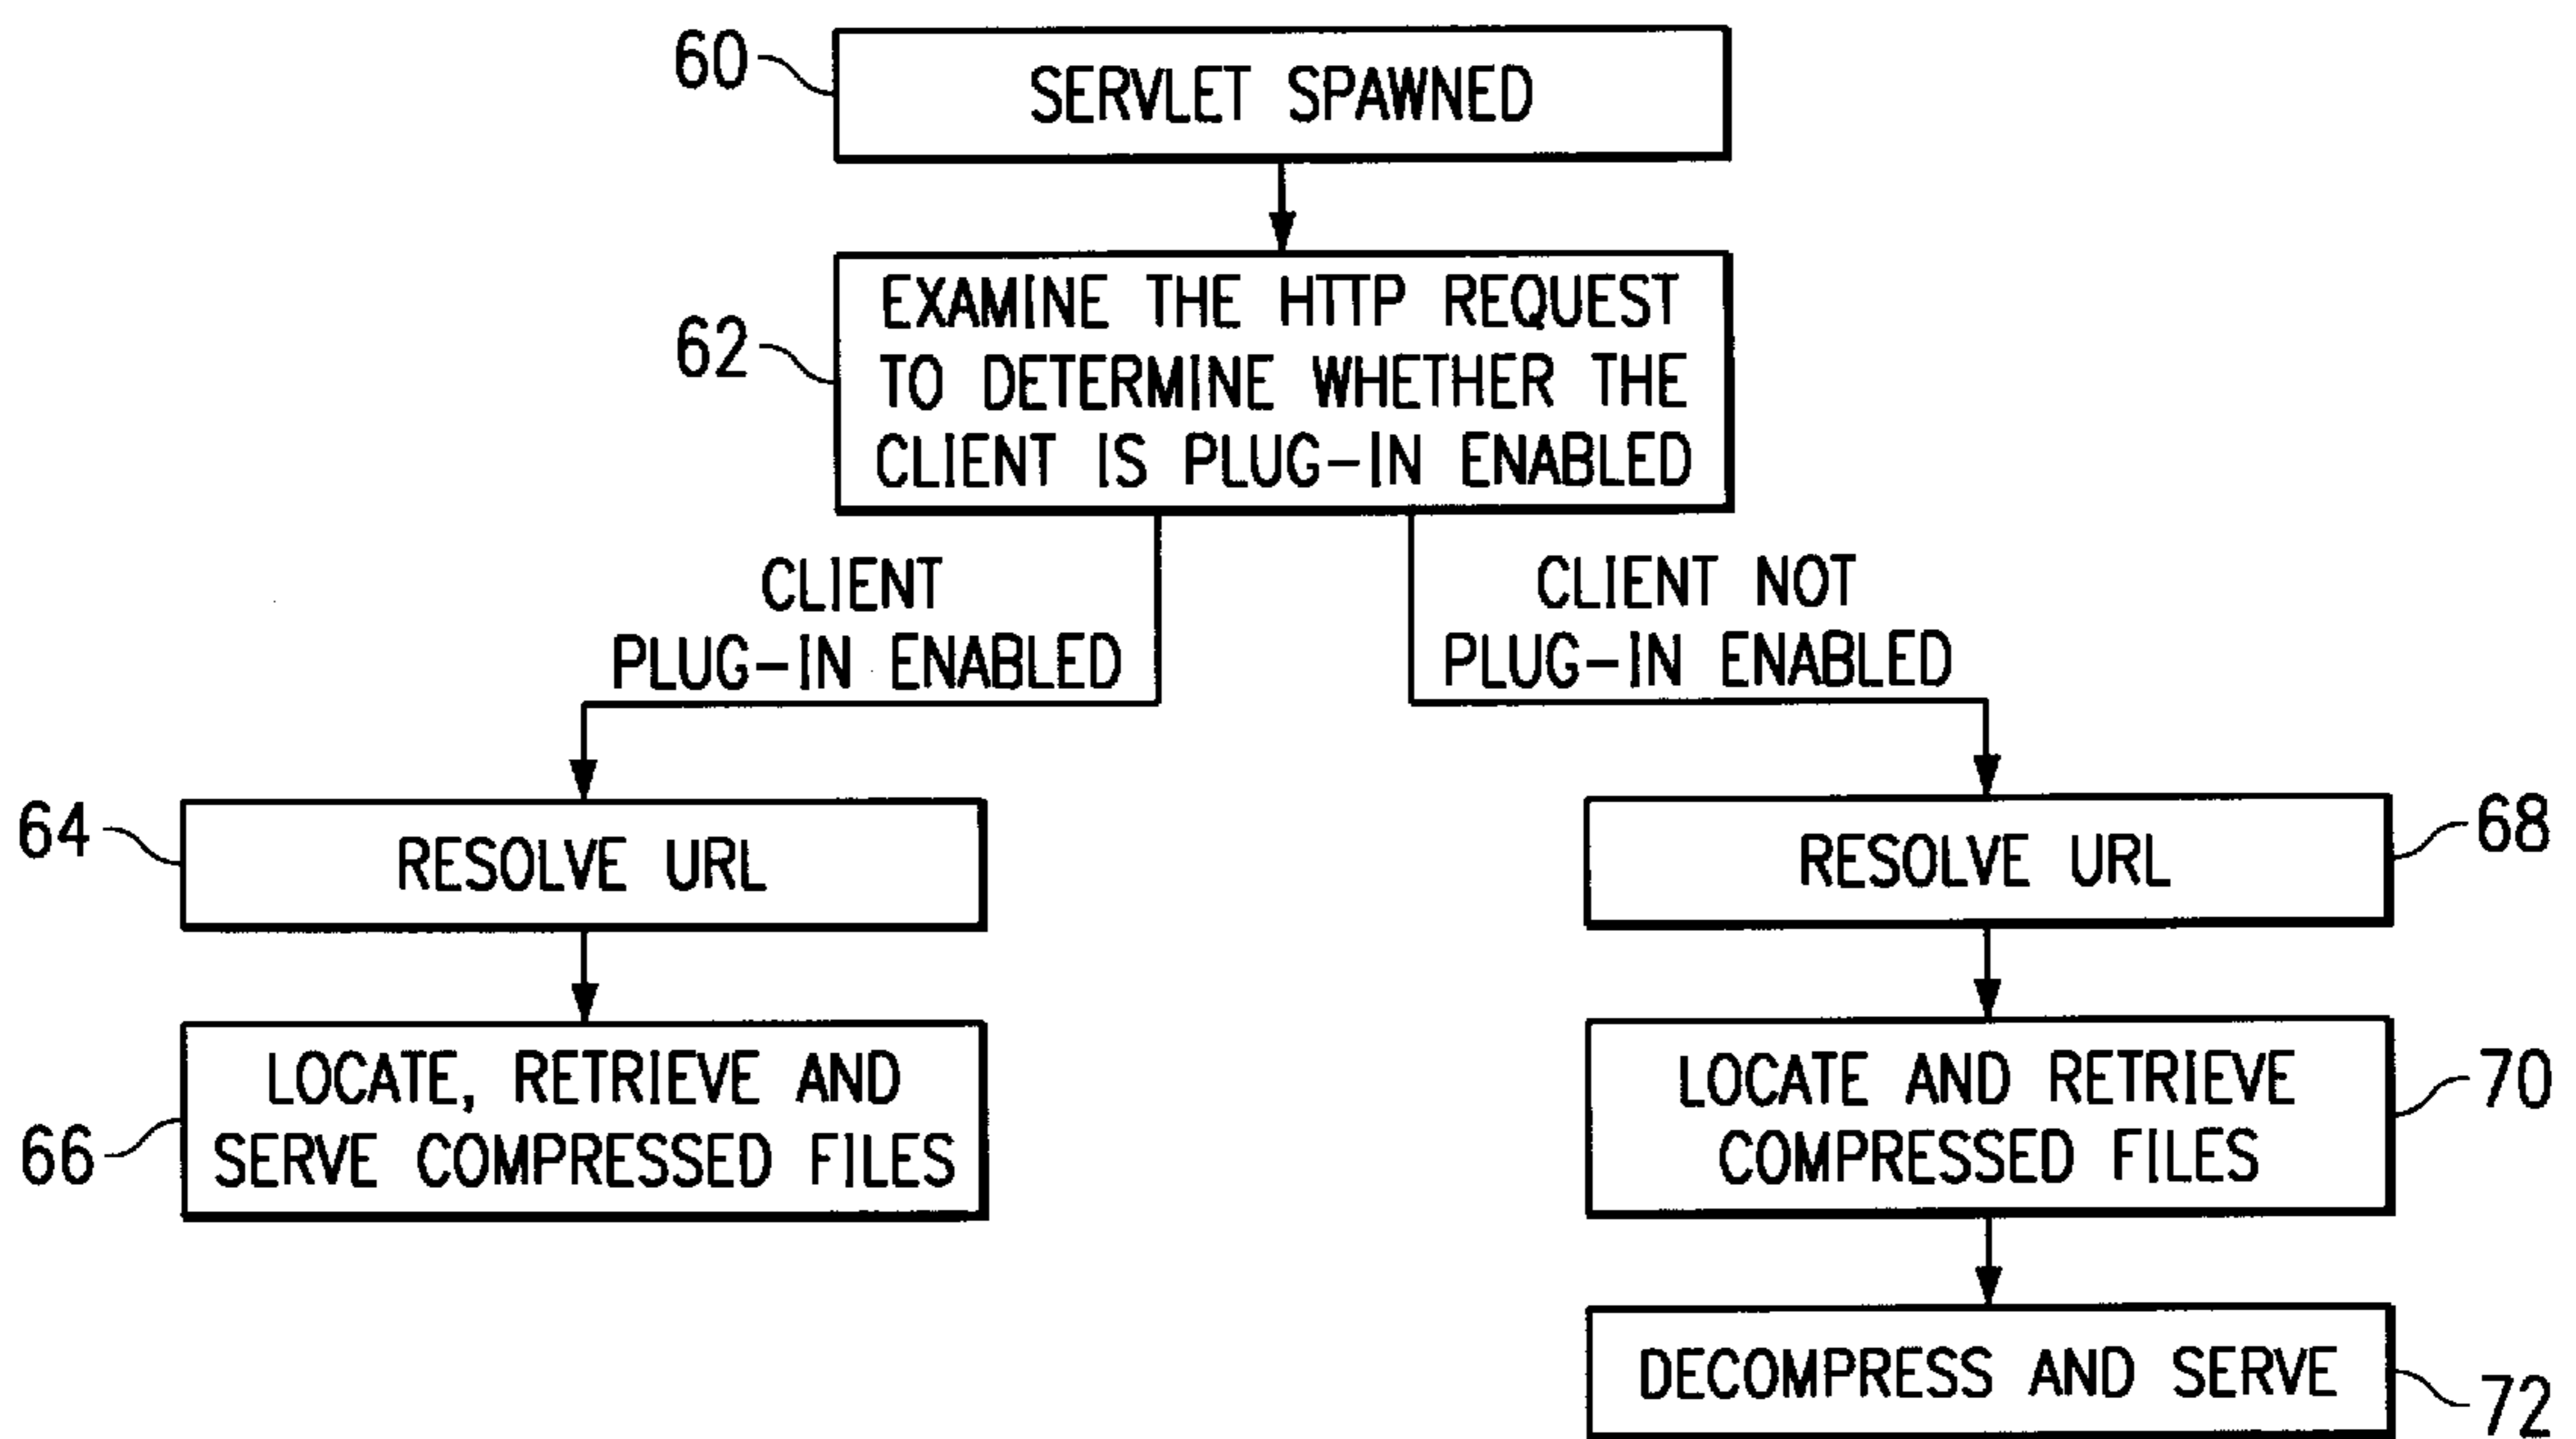 60
SERVLET SPAWNED
62
EXAMINE THE HTTP REQUEST
TO DETERMINE WHETHER THE
CLIENT IS PLUG-IN ENABLED
CLIENT
PLUG-IN ENABLED
CLIENT NOT
PLUG-IN ENABLED
64
RESOLVE URL
RESOLVE URL
68
66
LOCATE, RETRIEVE AND
SERVE COMPRESSED FILES
LOCATE AND RETRIEVE
COMPRESSED FILES
70
DECOMPRESS AND SERVE
72